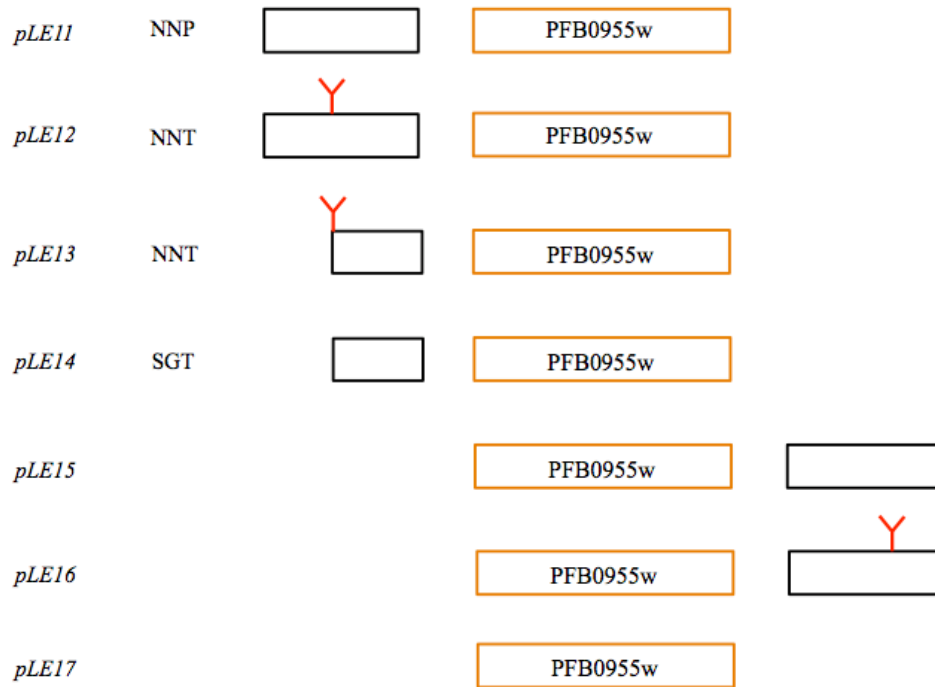 pLE11 NNP PFB0955w
pLE12 NNT PFB0955w
pLE13 NNT PFB0955w
pLE14 SGT PFB0955w
pLE15 PFB0955w
pLE16 PFB0955w
pLE17 PFB0955w